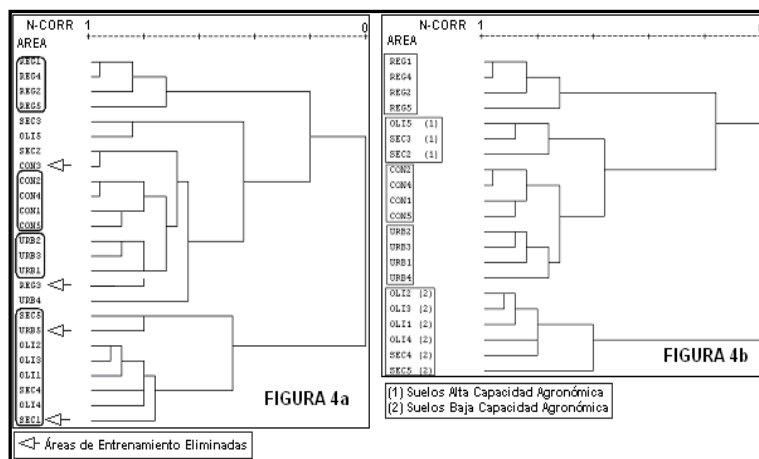 N-CORR 1 0
AREA
REG1
REG4
REG2
REG5
SEC3
OLI5
SEC2
CON3
CON2
CON4
CON1
CON5
URB2
URB3
URB1
REG3
URB4
SEC5
URB5
OLI2
OLI3
OLI1
SEC4
OLI4
SEC1
FIGURA 4a
Áreas de Entrenamiento Eliminadas
N-CORR 1
AREA
REG1
REG4
REG2
REG5
OLI5 (1)
SEC3 (1)
SEC2 (1)
CON2
CON4
CON1
CON5
URB2
URB3
URB1
URB4
OLI2 (2)
OLI3 (2)
OLI1 (2)
OLI4 (2)
SEC4 (2)
SEC5 (2)
FIGURA 4b
(1) Suelos Alta Capacidad Agronómica
(2) Suelos Baja Capacidad Agronómica